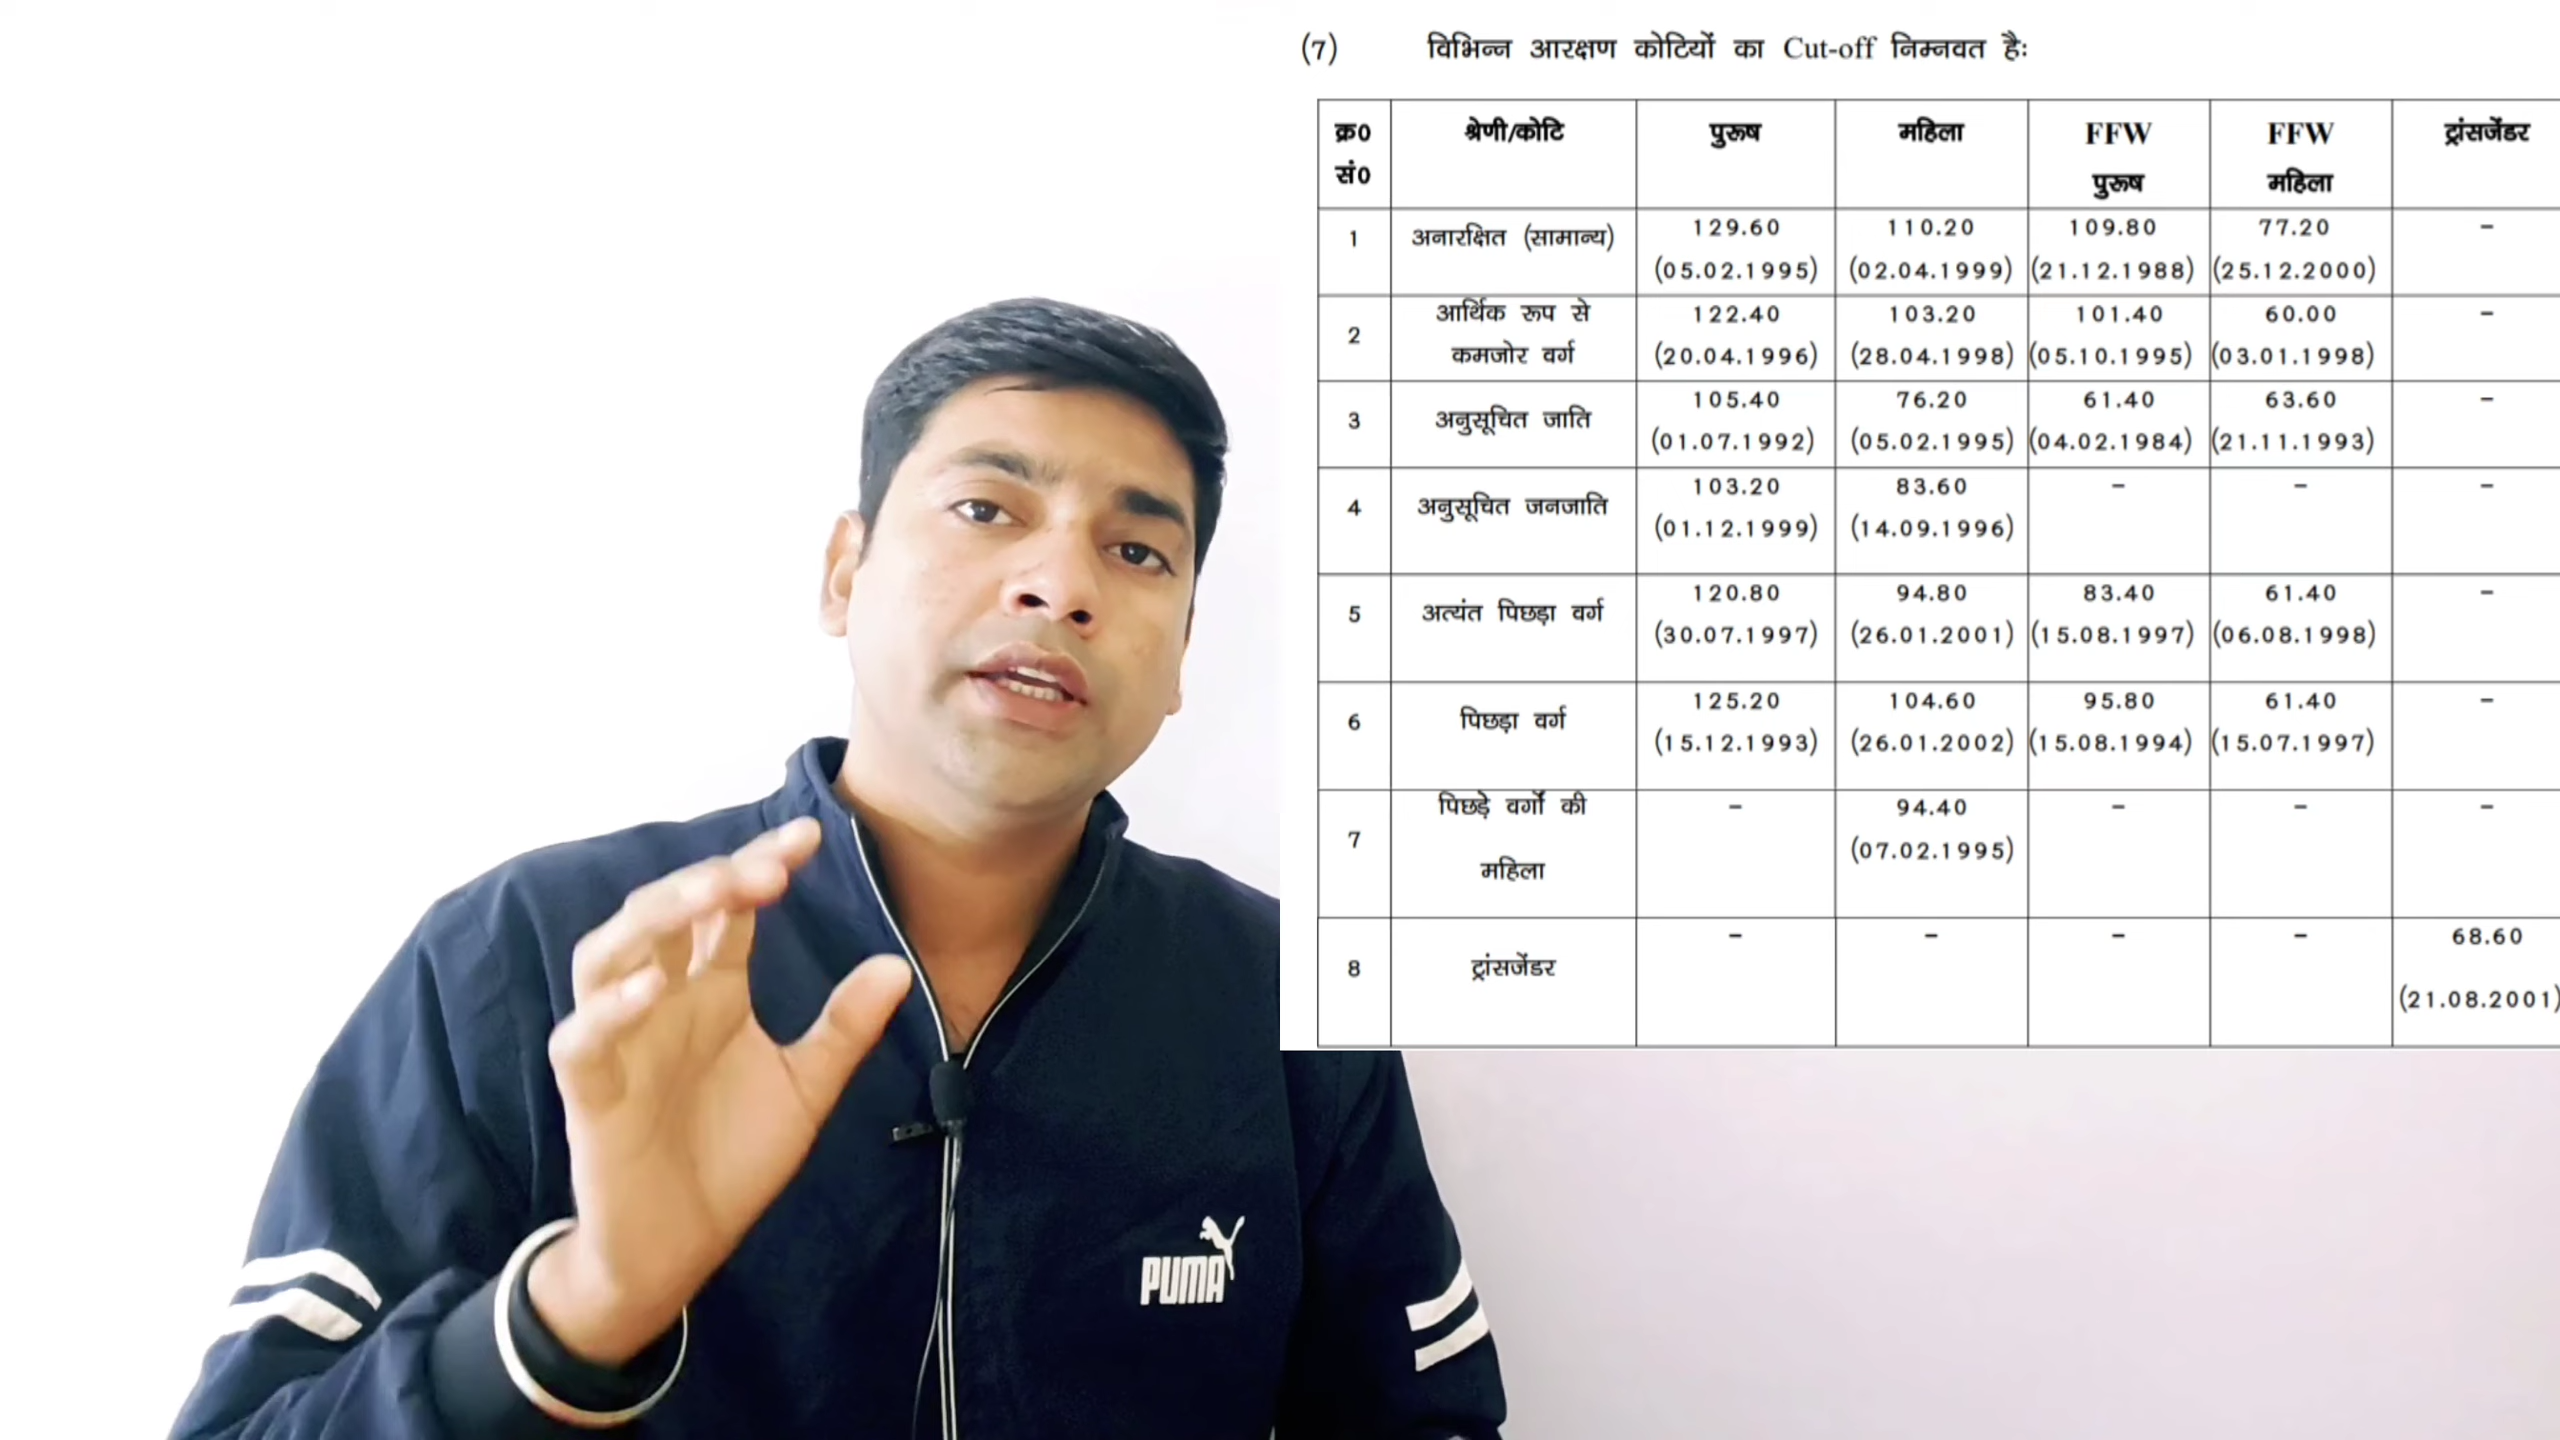 (7) विभिन्न आरक्षण कोटियों का Cut-off निम्नवत हैः
क्र0 सं0 श्रेणी/कोटि पुरूष महिला FFW पुरूष FFW महिला ट्रांसजेंडर
1 अनारक्षित (सामान्य) 129.60 (05.02.1995) 110.20 (02.04.1999) 109.80 (21.12.1988) 77.20 (25.12.2000) –
2 आर्थिक रूप से कमजोर वर्ग 122.40 (20.04.1996) 103.20 (28.04.1998) 101.40 (05.10.1995) 60.00 (03.01.1998) –
3 अनुसूचित जाति 105.40 (01.07.1992) 76.20 (05.02.1995) 61.40 (04.02.1984) 63.60 (21.11.1993) –
4 अनुसूचित जनजाति 103.20 (01.12.1999) 83.60 (14.09.1996) – – –
5 अत्यंत पिछड़ा वर्ग 120.80 (30.07.1997) 94.80 (26.01.2001) 83.40 (15.08.1997) 61.40 (06.08.1998) –
6 पिछड़ा वर्ग 125.20 (15.12.1993) 104.60 (26.01.2002) 95.80 (15.08.1994) 61.40 (15.07.1997) –
7 पिछड़े वर्गों की महिला – 94.40 (07.02.1995) – – –
8 ट्रांसजेंडर – – – – 68.60 (21.08.2001)
PUMA